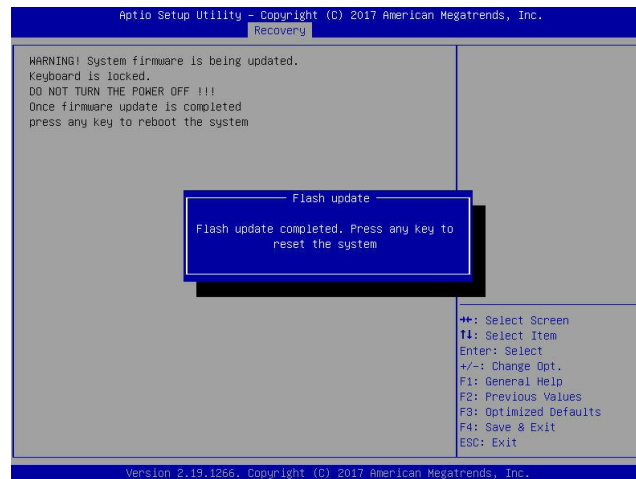 Aptio Setup Utility – Copyright (C) 2017 American Megatrends, Inc.
Recovery
WARNING! System firmware is being updated.
Keyboard is locked.
DO NOT TURN THE POWER OFF !!!
Once firmware update is completed
press any key to reboot the system
Flash update
Flash update completed. Press any key to
reset the system
→←: Select Screen
↑↓: Select Item
Enter: Select
+/-: Change Opt.
F1: General Help
F2: Previous Values
F3: Optimized Defaults
F4: Save & Exit
ESC: Exit
Version 2.19.1266. Copyright (C) 2017 American Megatrends, Inc.